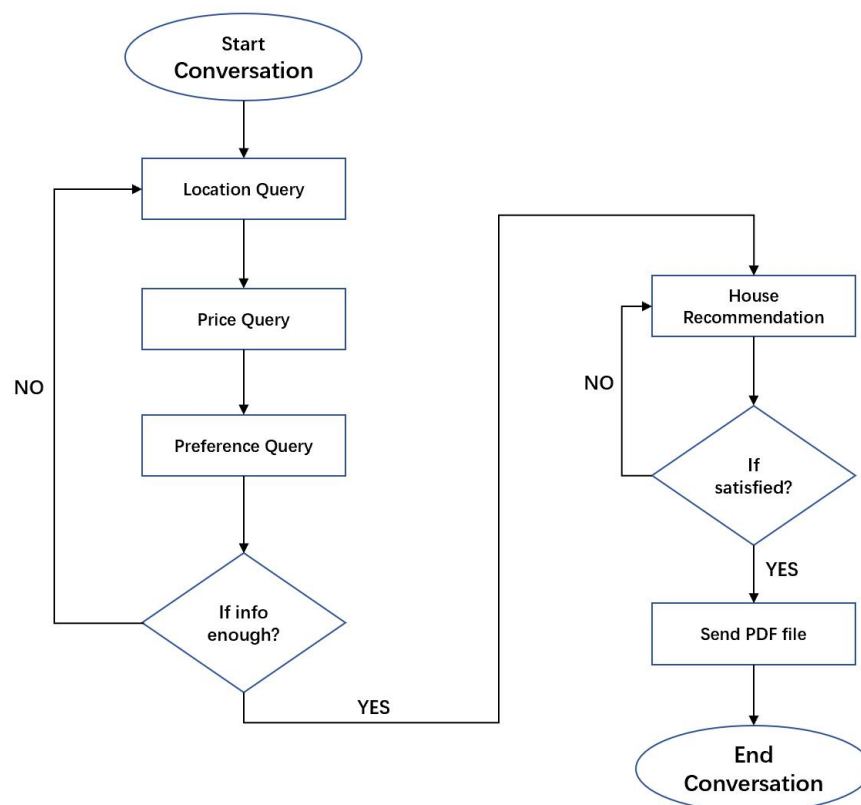 Start
Conversation
Location Query
Price Query
NO
Preference Query
If info
enough?
YES
House
Recommendation
NO
If
satisfied?
YES
Send PDF file
End
Conversation